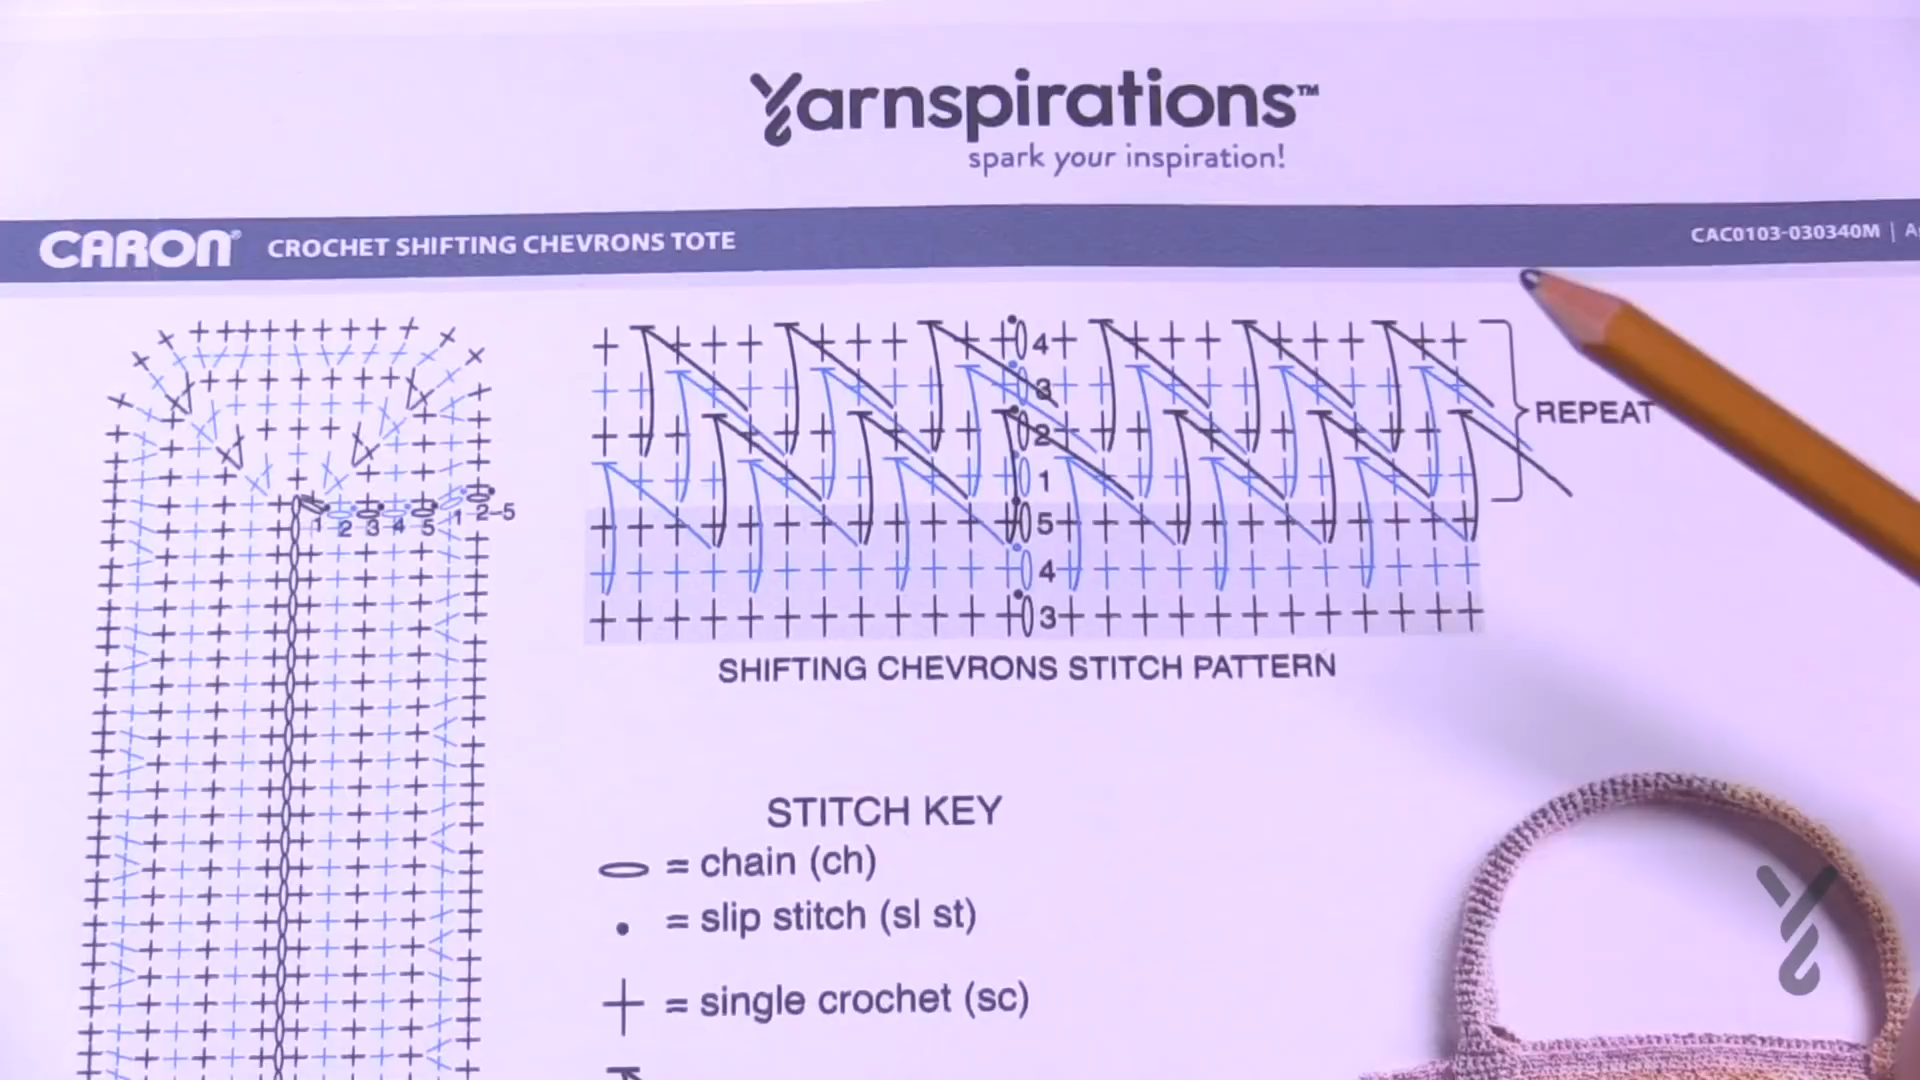 Yarnspirations™
spark your inspiration!
CARON® CROCHET SHIFTING CHEVRONS TOTE
CAC0103-030340M |
4
3
2
1
5
4
3
REPEAT
1 2 3 4 5 1 2-5
SHIFTING CHEVRONS STITCH PATTERN
STITCH KEY
= chain (ch)
= slip stitch (sl st)
= single crochet (sc)